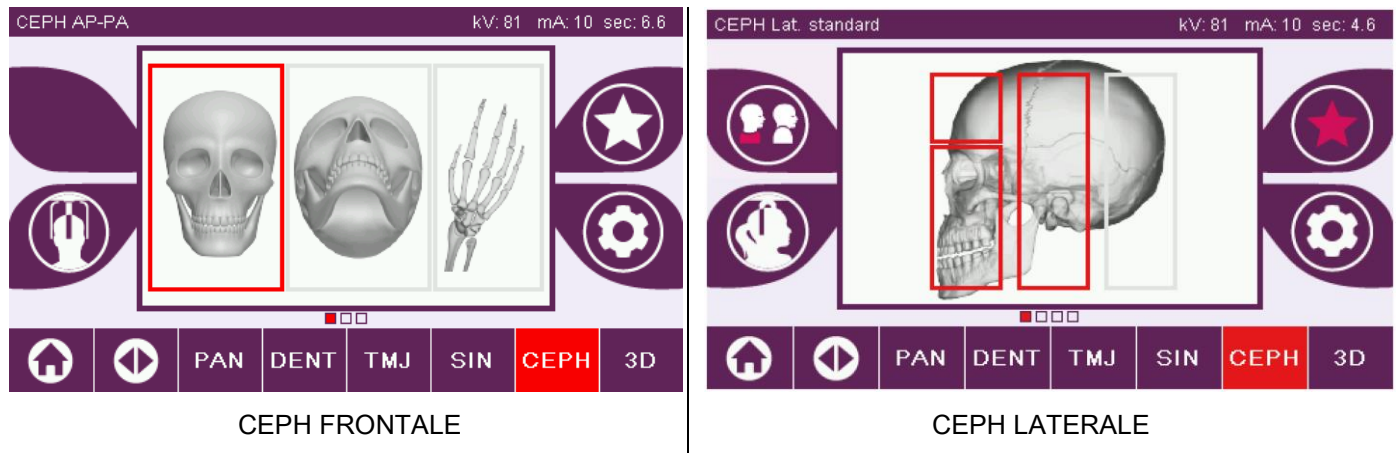 CEPH AP-PA kV: 81 mA: 10 sec: 6.6
PAN DENT TMJ SIN CEPH 3D
CEPH FRONTALE
CEPH Lat. standard kV: 81 mA: 10 sec: 4.6
PAN DENT TMJ SIN CEPH 3D
CEPH LATERALE